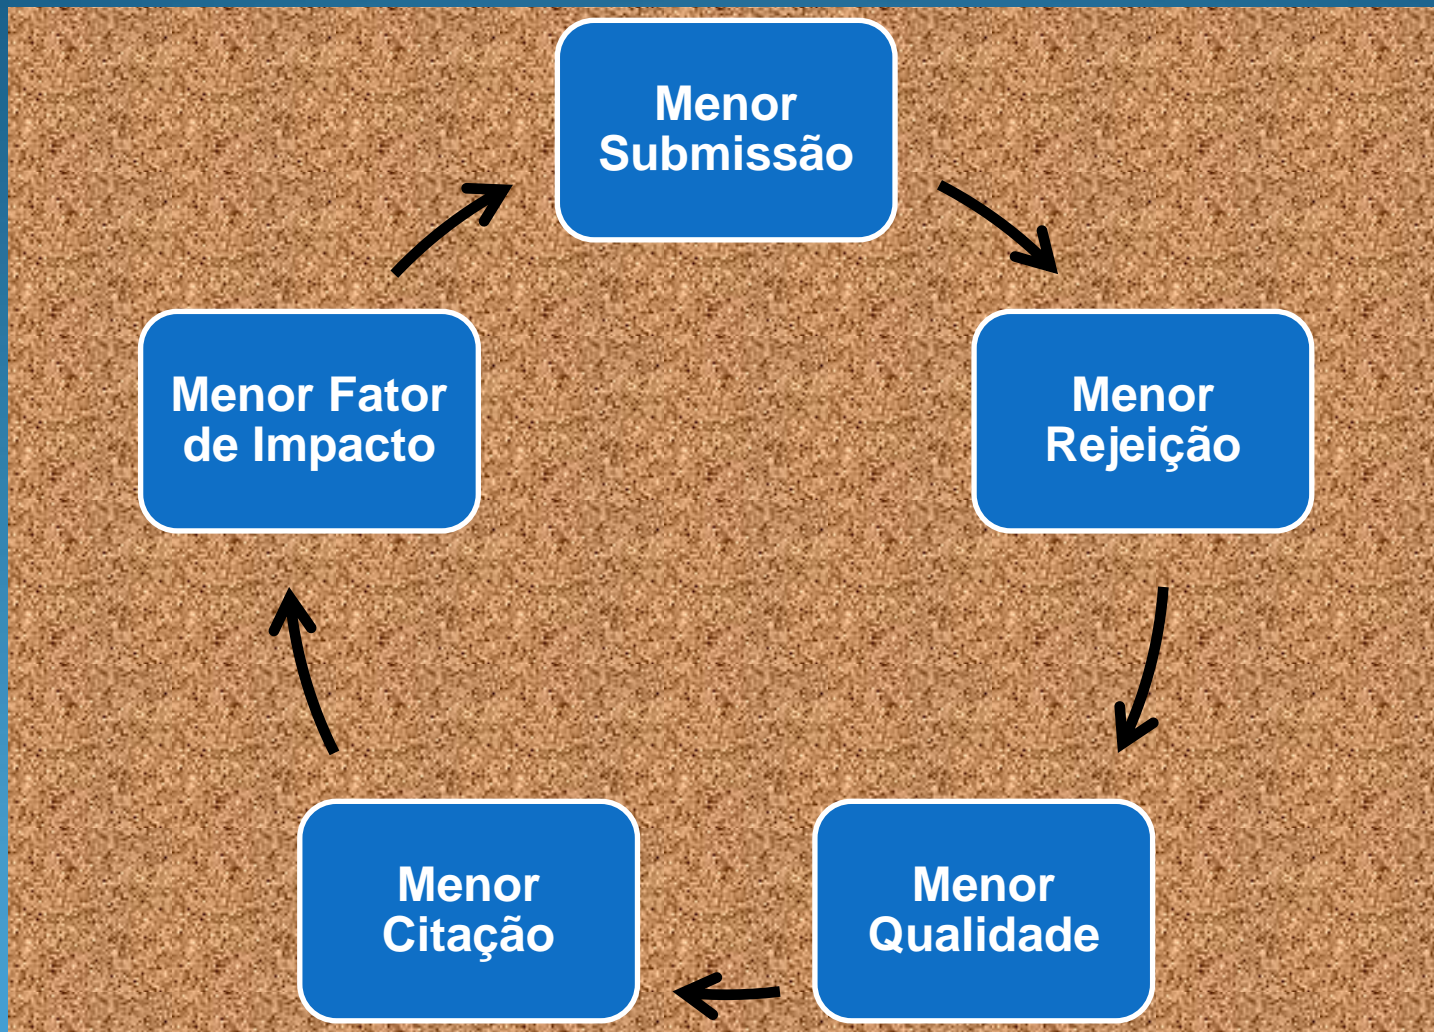 Menor
Submissão
Menor
Rejeição
Menor
Qualidade
Menor
Citação
Menor Fator
de Impacto